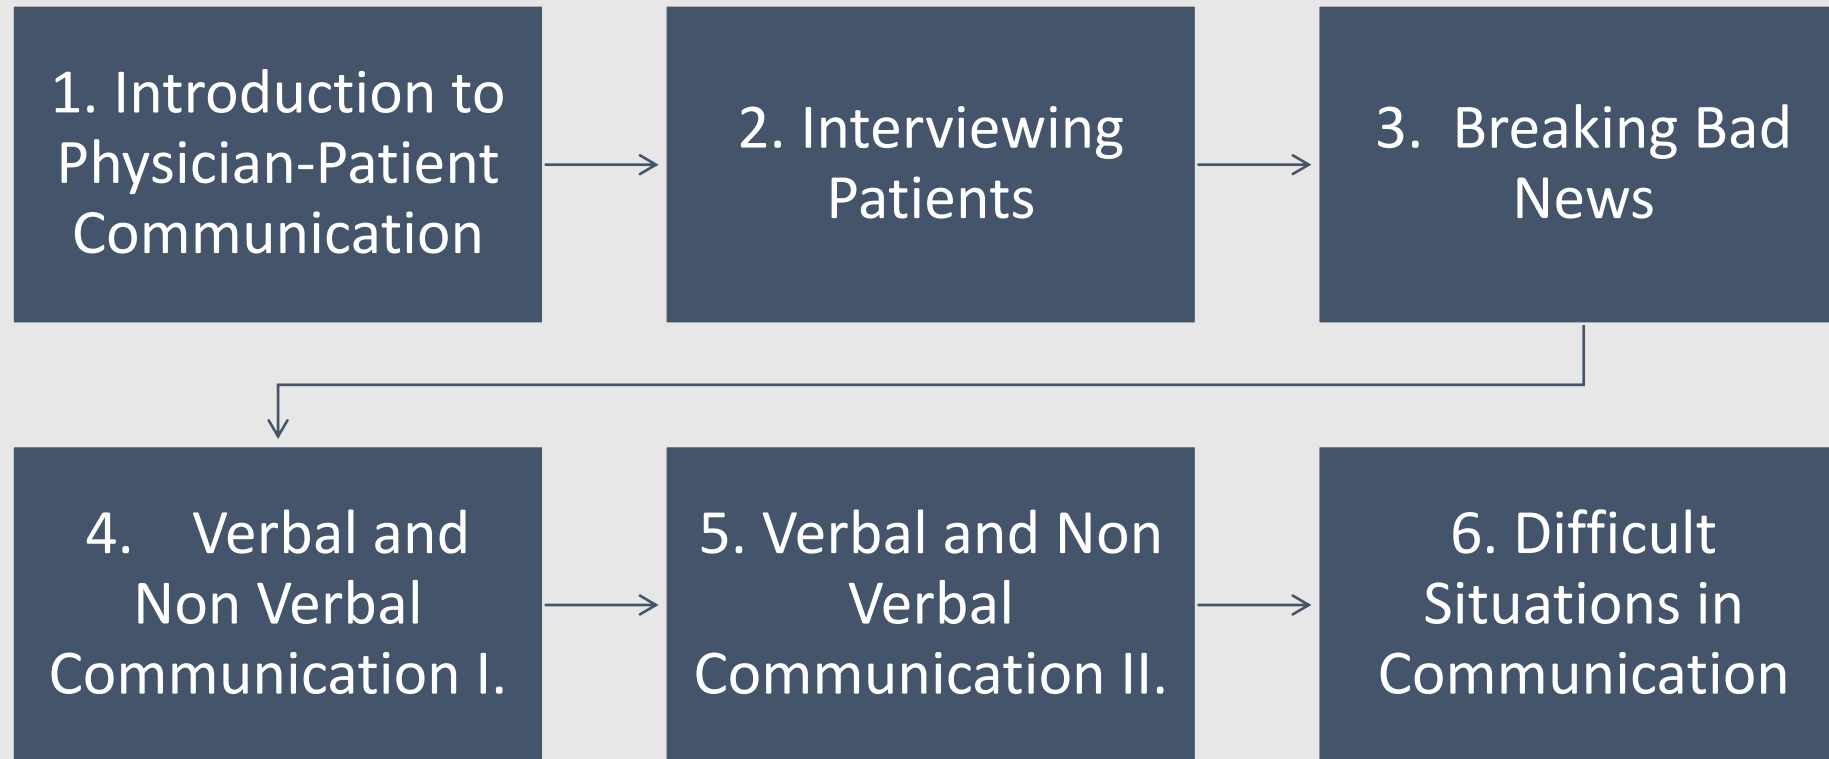 1. Introduction to
Physician-Patient
Communication
2. Interviewing
Patients
3. Breaking Bad
News
4. Verbal and
Non Verbal
Communication I.
5. Verbal and Non
Verbal
Communication II.
6. Difficult
Situations in
Communication